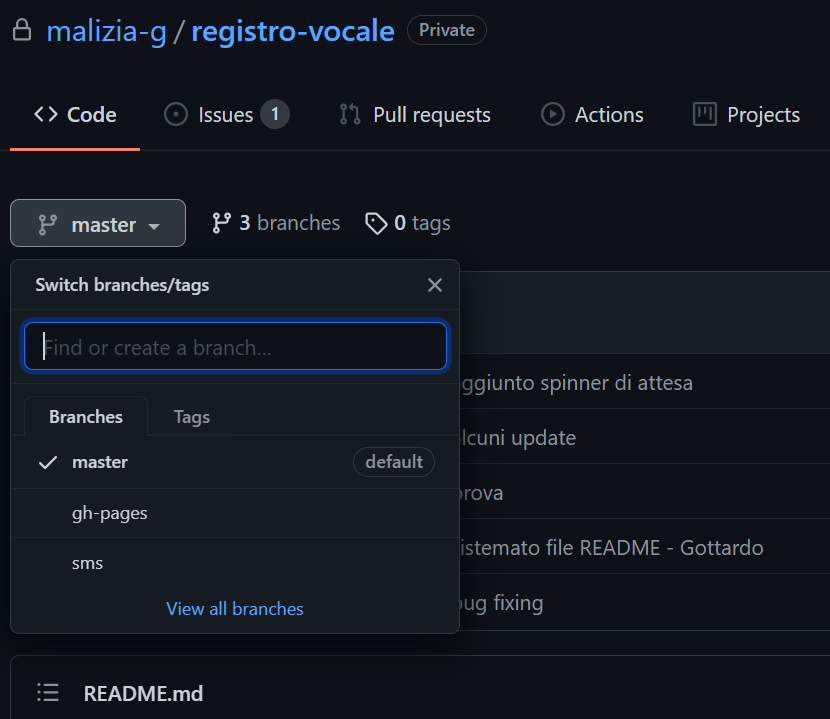 malizia-g / registro-vocale Private
Code Issues 1 Pull requests Actions Projects
master 3 branches 0 tags
Switch branches/tags
Find or create a branch...
ggiunto spinner di attesa
Branches Tags
lcuni update
master default
rova
gh-pages
istemato file README - Gottardo
sms
ug fixing
View all branches
README.md